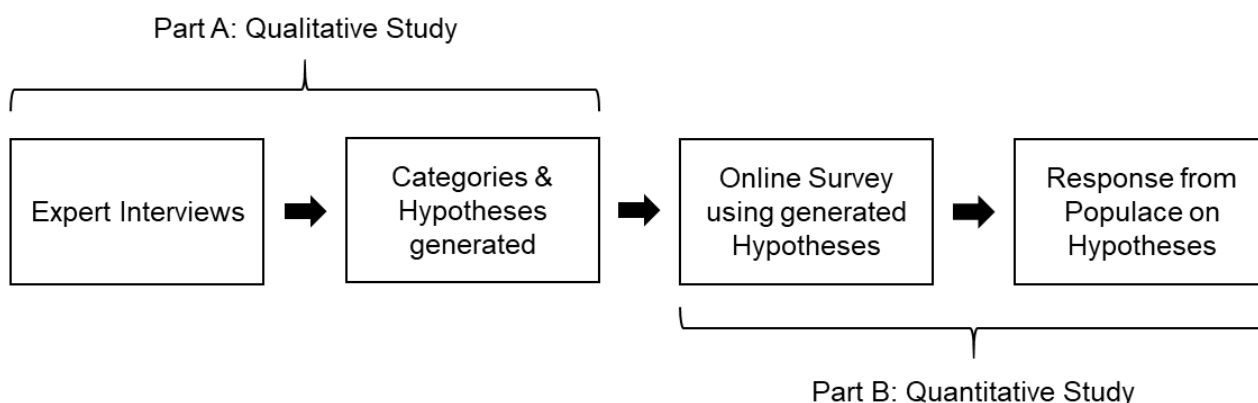 Part A: Qualitative Study
Expert Interviews
Categories &
Hypotheses
generated
Online Survey
using generated
Hypotheses
Response from
Populace on
Hypotheses
Part B: Quantitative Study